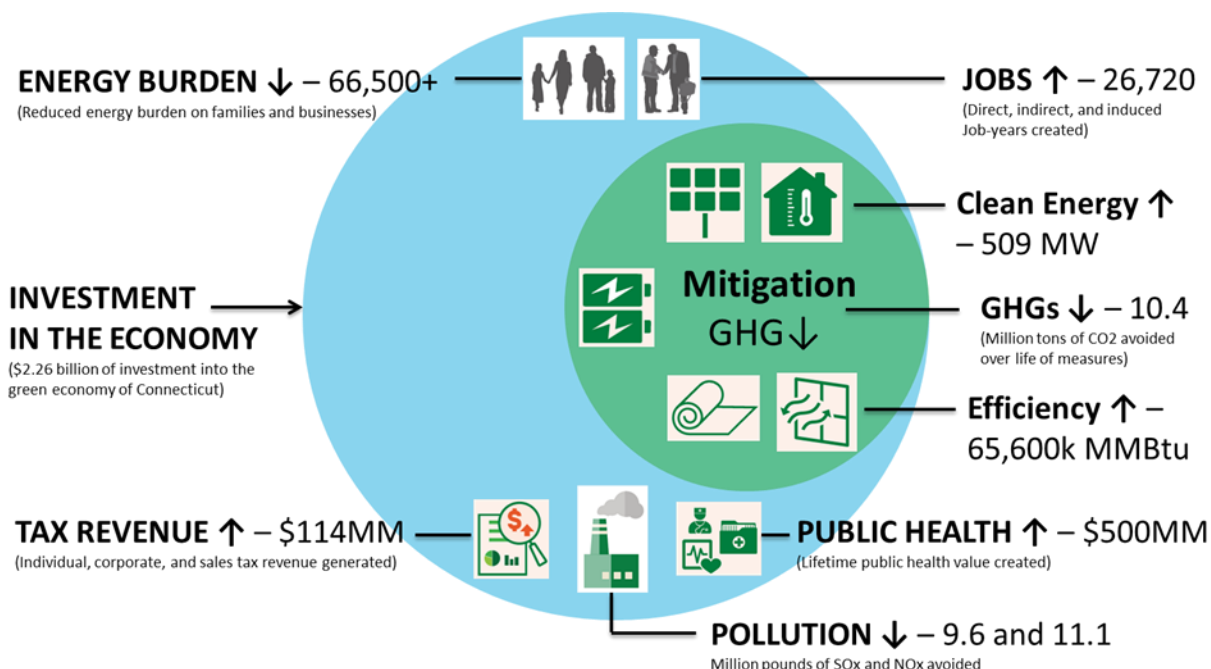 ENERGY BURDEN ↓ – 66,500+
(Reduced energy burden on families and businesses)
JOBS ↑ – 26,720
(Direct, indirect, and induced
Job-years created)
Clean Energy ↑
– 509 MW
INVESTMENT
IN THE ECONOMY
($2.26 billion of investment into the
green economy of Connecticut)
Mitigation
GHG ↓
GHGs ↓ – 10.4
(Million tons of CO2 avoided
over life of measures)
Efficiency ↑ –
65,600k MMBtu
TAX REVENUE ↑ – $114MM
(Individual, corporate, and sales tax revenue generated)
$
PUBLIC HEALTH ↑ – $500MM
(Lifetime public health value created)
POLLUTION ↓ – 9.6 and 11.1
Million pounds of SOx and NOx avoided